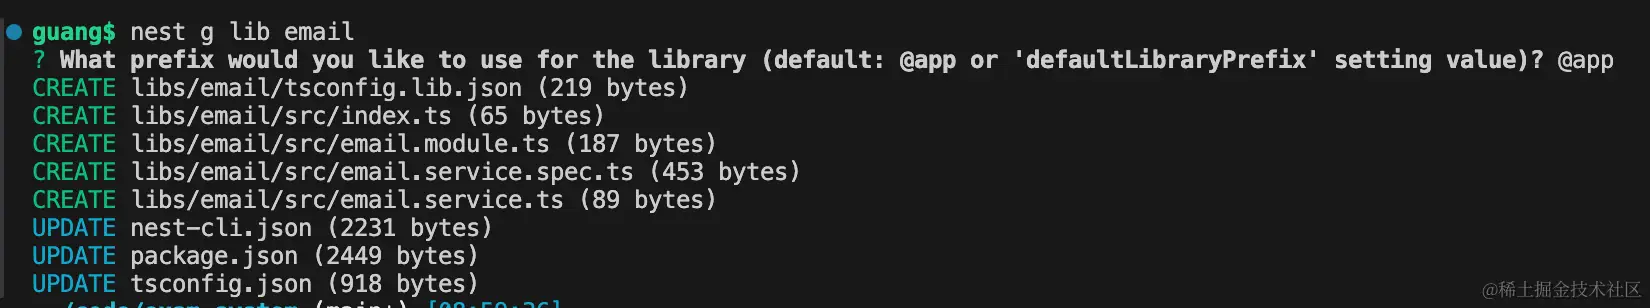 guang$ nest g lib email
? What prefix would you like to use for the library (default: @app or 'defaultLibraryPrefix' setting value)? @app
CREATE libs/email/tsconfig.lib.json (219 bytes)
CREATE libs/email/src/index.ts (65 bytes)
CREATE libs/email/src/email.module.ts (187 bytes)
CREATE libs/email/src/email.service.spec.ts (453 bytes)
CREATE libs/email/src/email.service.ts (89 bytes)
UPDATE nest-cli.json (2231 bytes)
UPDATE package.json (2449 bytes)
UPDATE tsconfig.json (918 bytes)
@稀土掘金技术社区